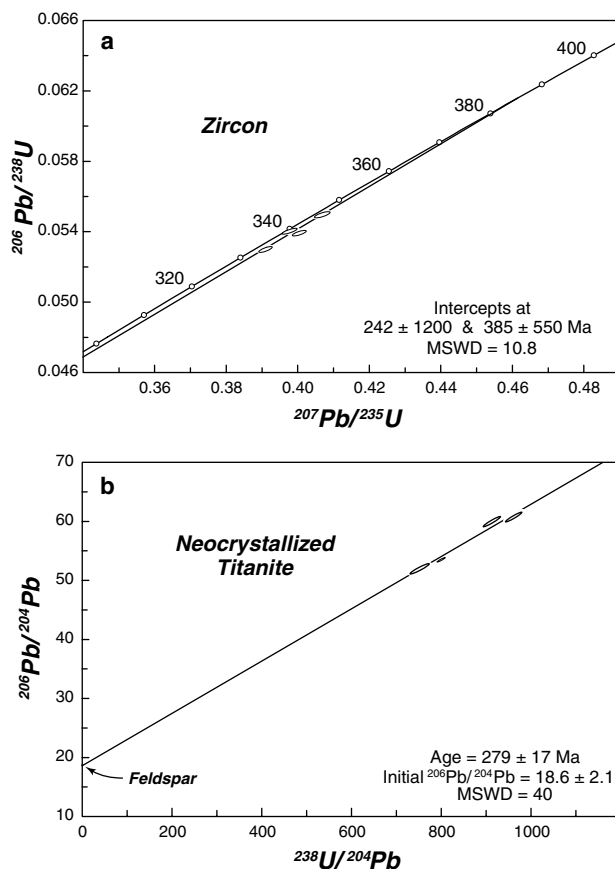 a
Zircon
0.066
0.062
0.058
0.054
0.050
0.046
206Pb/238U
400
380
360
340
320
Intercepts at
242 ± 1200 & 385 ± 550 Ma
MSWD = 10.8
0.36 0.38 0.40 0.42 0.44 0.46 0.48
207Pb/235U
b
Neocrystallized
Titanite
70
60
50
40
30
20
10
206Pb/204Pb
Feldspar
Age = 279 ± 17 Ma
Initial 206Pb/204Pb = 18.6 ± 2.1
MSWD = 40
0 200 400 600 800 1000
238U/204Pb